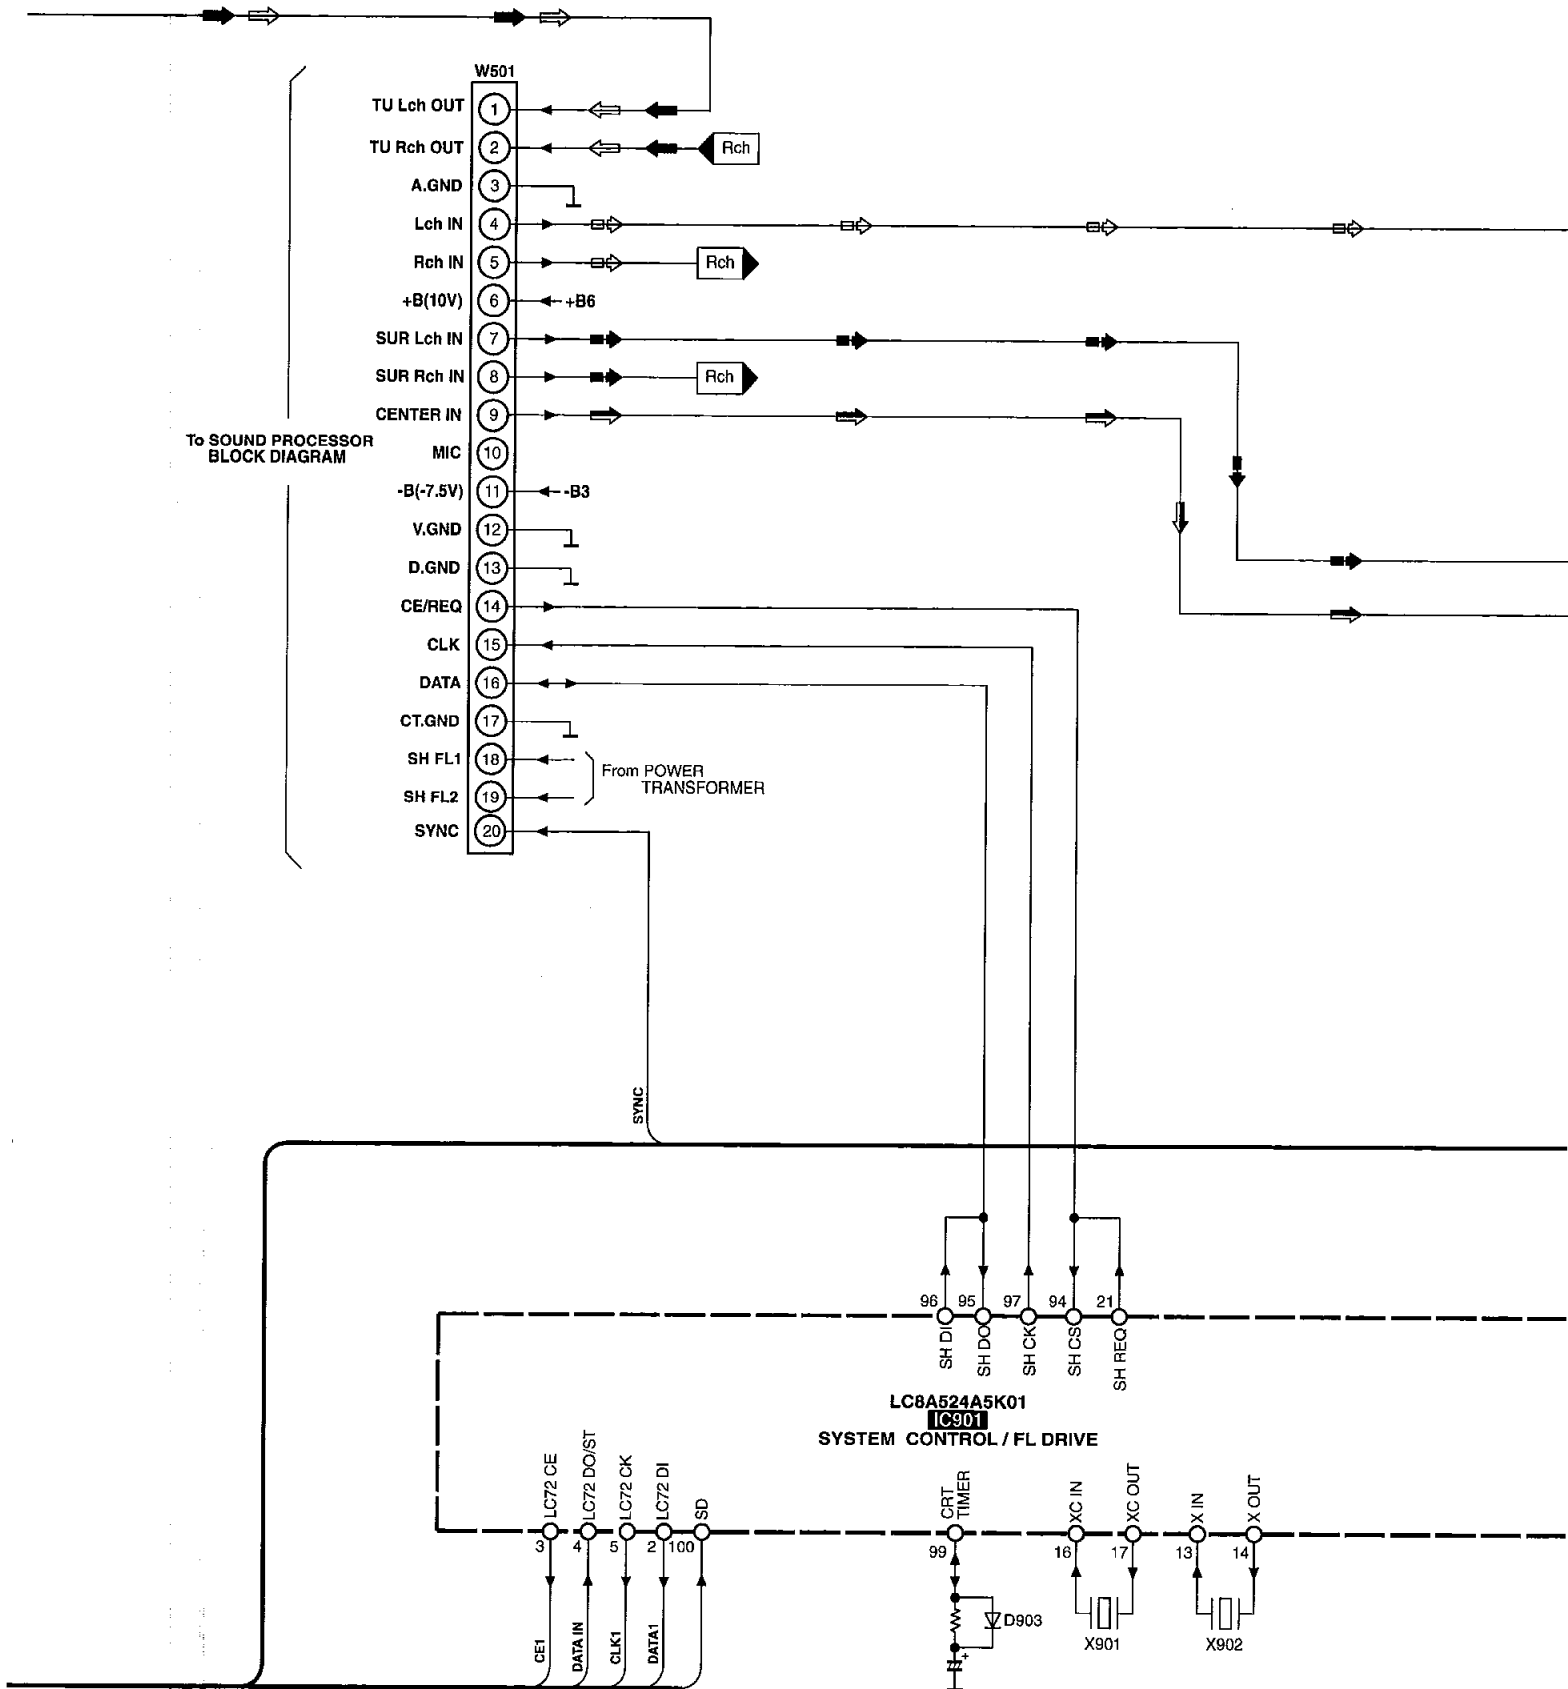 W501
TU Lch OUT 1
TU Rch OUT 2 Rch
A.GND 3
Lch IN 4
Rch IN 5 Rch
+B(10V) 6 +B6
SUR Lch IN 7
SUR Rch IN 8 Rch
CENTER IN 9
To SOUND PROCESSOR
BLOCK DIAGRAM
MIC 10
-B(-7.5V) 11 -B3
V.GND 12
D.GND 13
CE/REQ 14
CLK 15
DATA 16
CT.GND 17
SH FL1 18
From POWER
TRANSFORMER
SH FL2 19
SYNC 20
SYNC
96 95 97 94 21
SH DI
SH DO
SH CK
SH CS
SH REQ
LC8A524A5K01
IC901
SYSTEM CONTROL / FL DRIVE
LC72 CE
LC72 DO/ST
LC72 CK
LC72 DI
SD
CRT
TIMER
XC IN
XC OUT
X IN
X OUT
3 4 5 2 100 99 16 17 13 14
CE1
DATA IN
CLK1
DATA1
D903
+
X901
X902